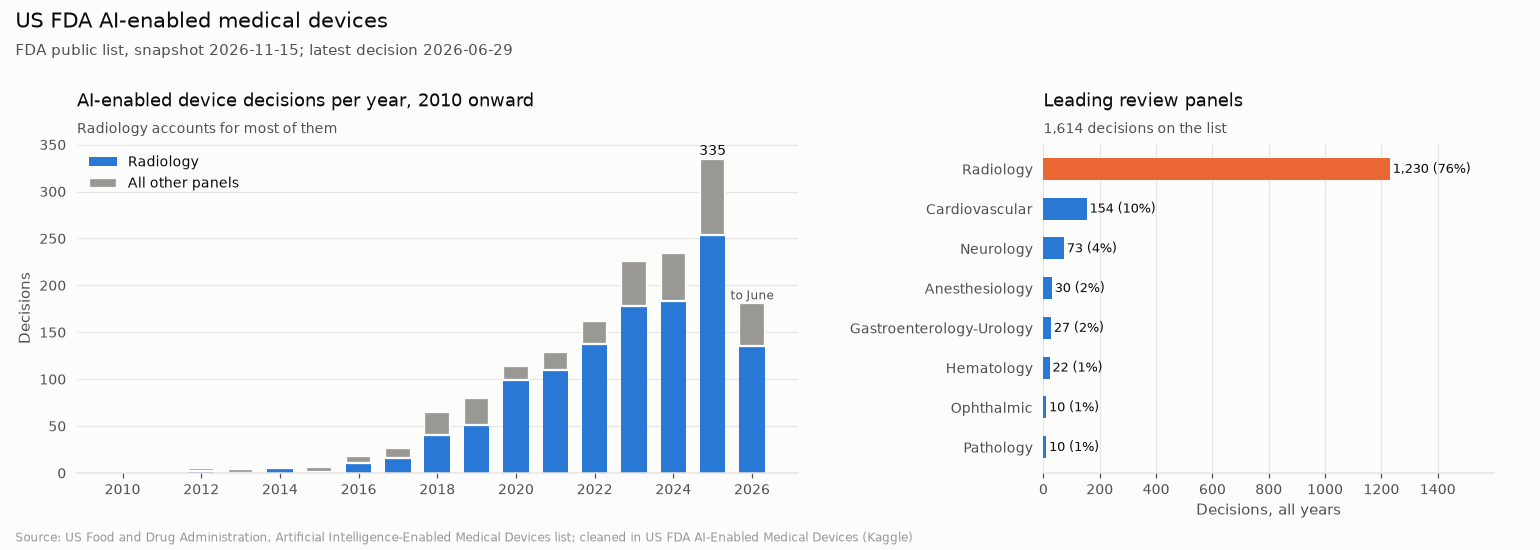 US FDA AI-enabled medical devices
FDA public list, snapshot 2026-11-15; latest decision 2026-06-29
AI-enabled device decisions per year, 2010 onward
Radiology accounts for most of them
350
300
250
200
150
100
50
0
Decisions
Radiology
All other panels
335
to June
2010
2012
2014
2016
2018
2020
2022
2024
2026
Leading review panels
1,614 decisions on the list
Radiology
1,230 (76%)
Cardiovascular
154 (10%)
Neurology
73 (4%)
Anesthesiology
30 (2%)
Gastroenterology-Urology
27 (2%)
Hematology
22 (1%)
Ophthalmic
10 (1%)
Pathology
10 (1%)
0
200
400
600
800
1000
1200
1400
Decisions, all years
Source: US Food and Drug Administration, Artificial Intelligence-Enabled Medical Devices list; cleaned in US FDA AI-Enabled Medical Devices (Kaggle)